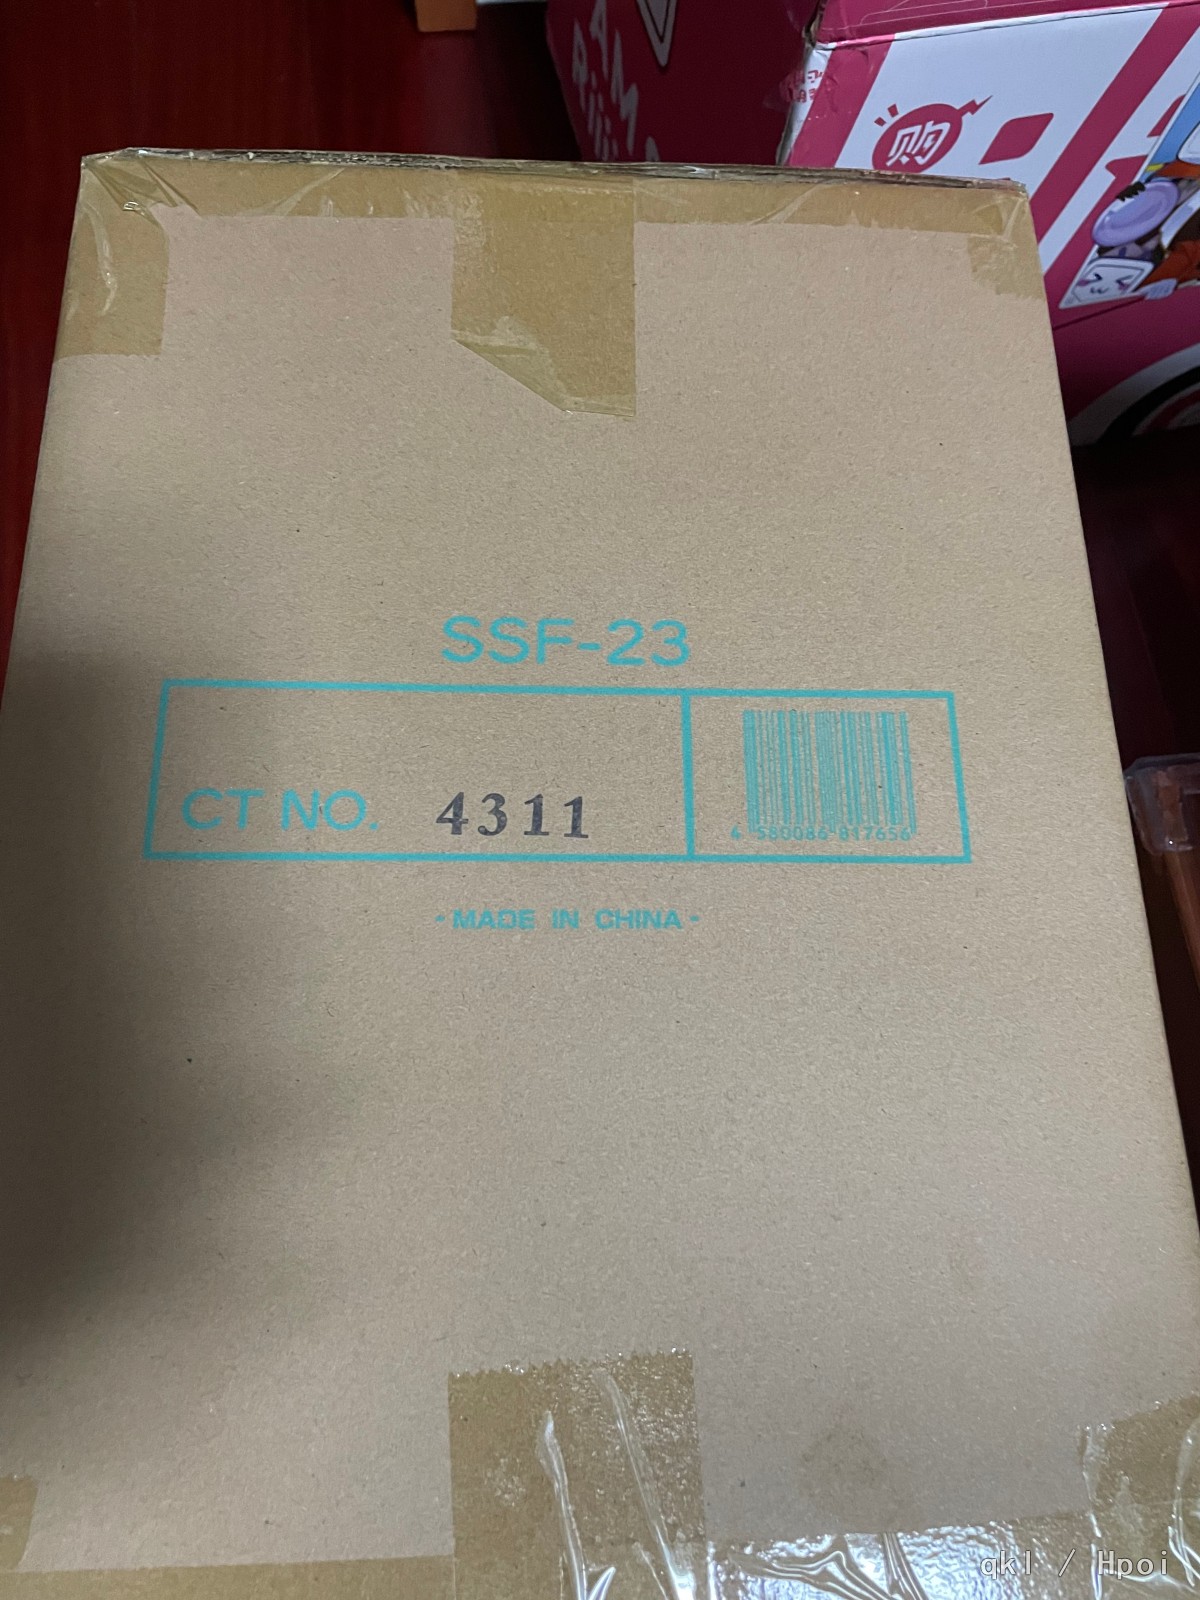 购
SSF-23
CT NO. 4311
4 580086 817656
- MADE IN CHINA -
qkl / Hpoi